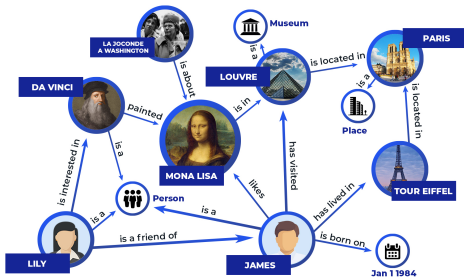 LA JOCONDE
A WASHINGTON
Museum
PARIS
is a
is about
LOUVRE
is located in
DA VINCI
is a
painted
is in
is located in
Place
MONA LISA
is a
is interested in
has visited
TOUR EIFFEL
Person
likes
has lived in
is a
is a
is a friend of
is born on
LILY
JAMES
Jan 1 1984